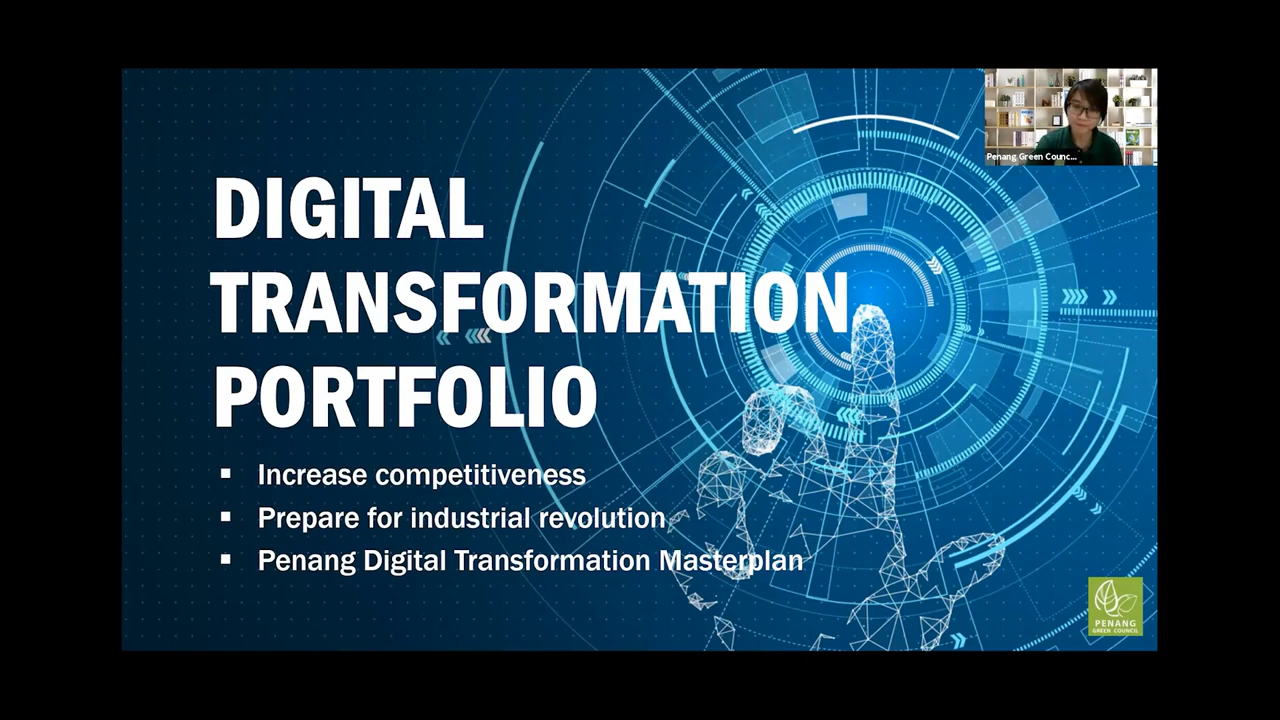 Penang Green Counc...
DIGITAL
TRANSFORMATION
PORTFOLIO
▪ Increase competitiveness
▪ Prepare for industrial revolution
▪ Penang Digital Transformation Masterplan
PENANG
GREEN COUNCIL